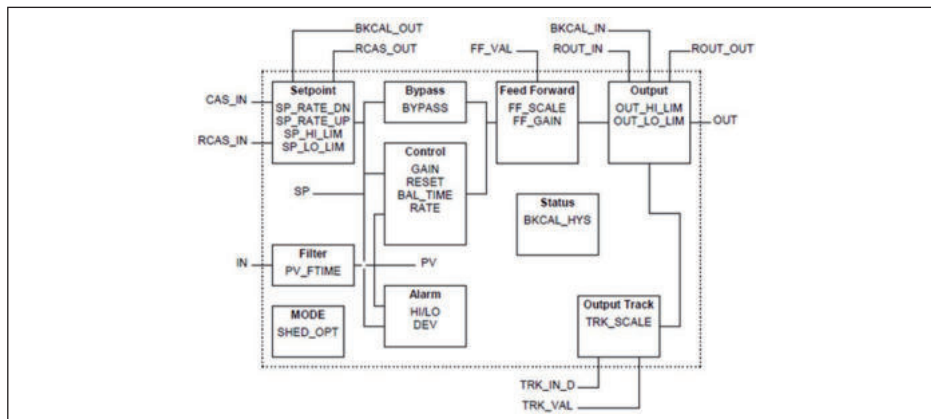 BKCAL_OUT
BKCAL_IN
RCAS_OUT
FF_VAL
ROUT_IN
ROUT_OUT
CAS_IN
RCAS_IN
Setpoint
SP_RATE_DN
SP_RATE_UP
SP_HI_LIM
SP_LO_LIM
Bypass
BYPASS
Feed Forward
FF_SCALE
FF_GAIN
Output
OUT_HI_LIM
OUT_LO_LIM
OUT
Control
GAIN
RESET
BAL_TIME
RATE
SP
Status
BKCAL_HYS
IN
Filter
PV_FTIME
PV
Alarm
HI/LO
DEV
MODE
SHED_OPT
Output Track
TRK_SCALE
TRK_IN_D
TRK_VAL